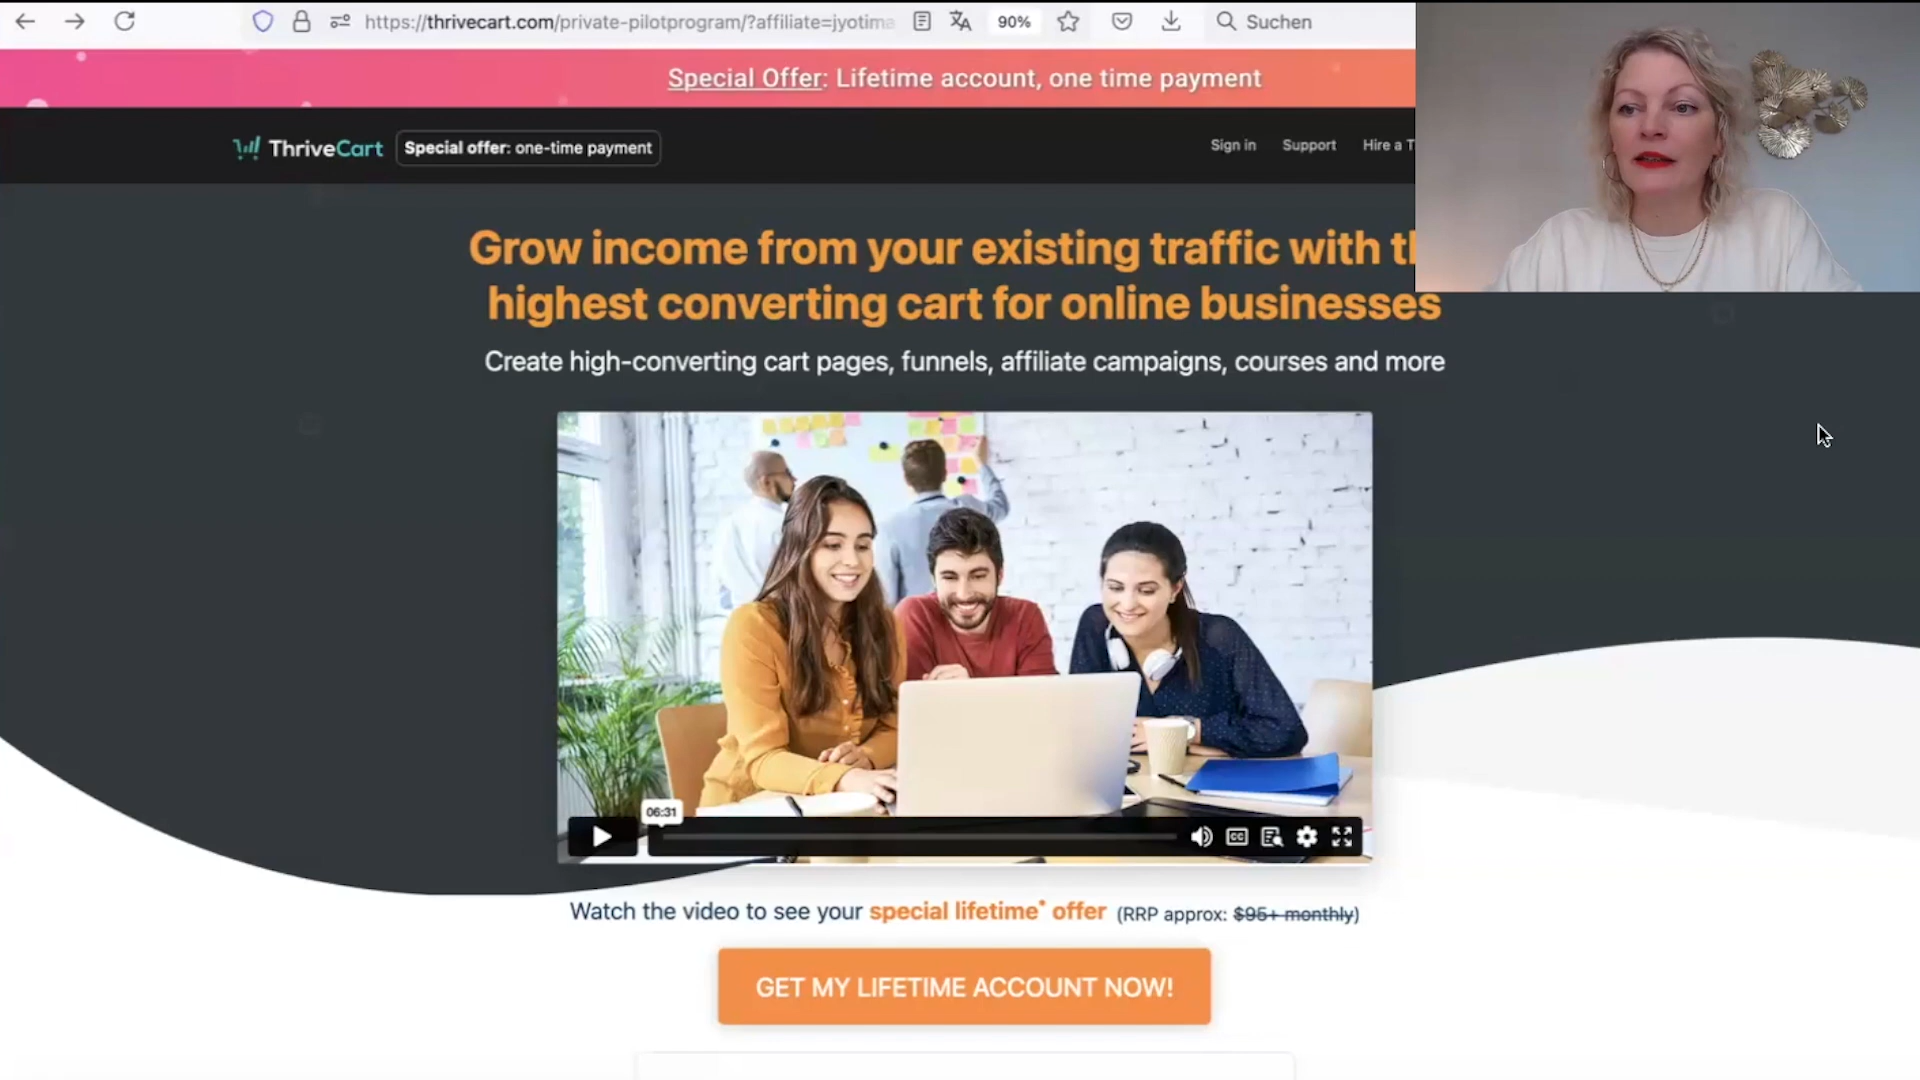 https://thrivecart.com/private-pilotprogram/?affiliate=jyotima
90%
Suchen
Special Offer: Lifetime account, one time payment
ThriveCart
Special offer: one-time payment
Sign in
Support
Hire a T
Grow income from your existing traffic with th
highest converting cart for online businesses
Create high-converting cart pages, funnels, affiliate campaigns, courses and more
06:31
CC
Watch the video to see your special lifetime* offer (RRP approx: $95+ monthly)
GET MY LIFETIME ACCOUNT NOW!